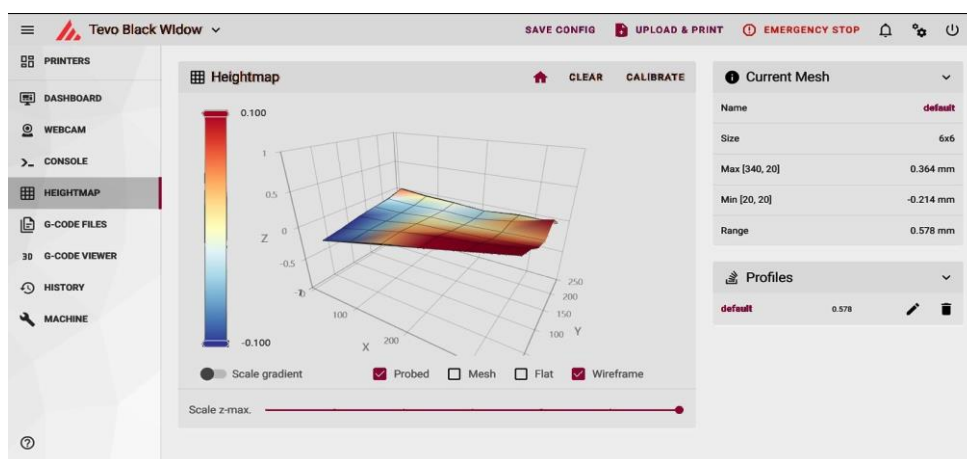 Tevo Black Widow
SAVE CONFIG
UPLOAD & PRINT
EMERGENCY STOP
PRINTERS
DASHBOARD
WEBCAM
CONSOLE
HEIGHTMAP
G-CODE FILES
3D G-CODE VIEWER
HISTORY
MACHINE
Heightmap
CLEAR
CALIBRATE
0.100
-0.100
1
0.5
0
-0.5
Z
100
200
X
250
200
150
100
Y
Scale gradient
Probed
Mesh
Flat
Wireframe
Scale z-max.
Current Mesh
Name default
Size 6x6
Max [340, 20] 0.364 mm
Min [20, 20] -0.214 mm
Range 0.578 mm
Profiles
default 0.578